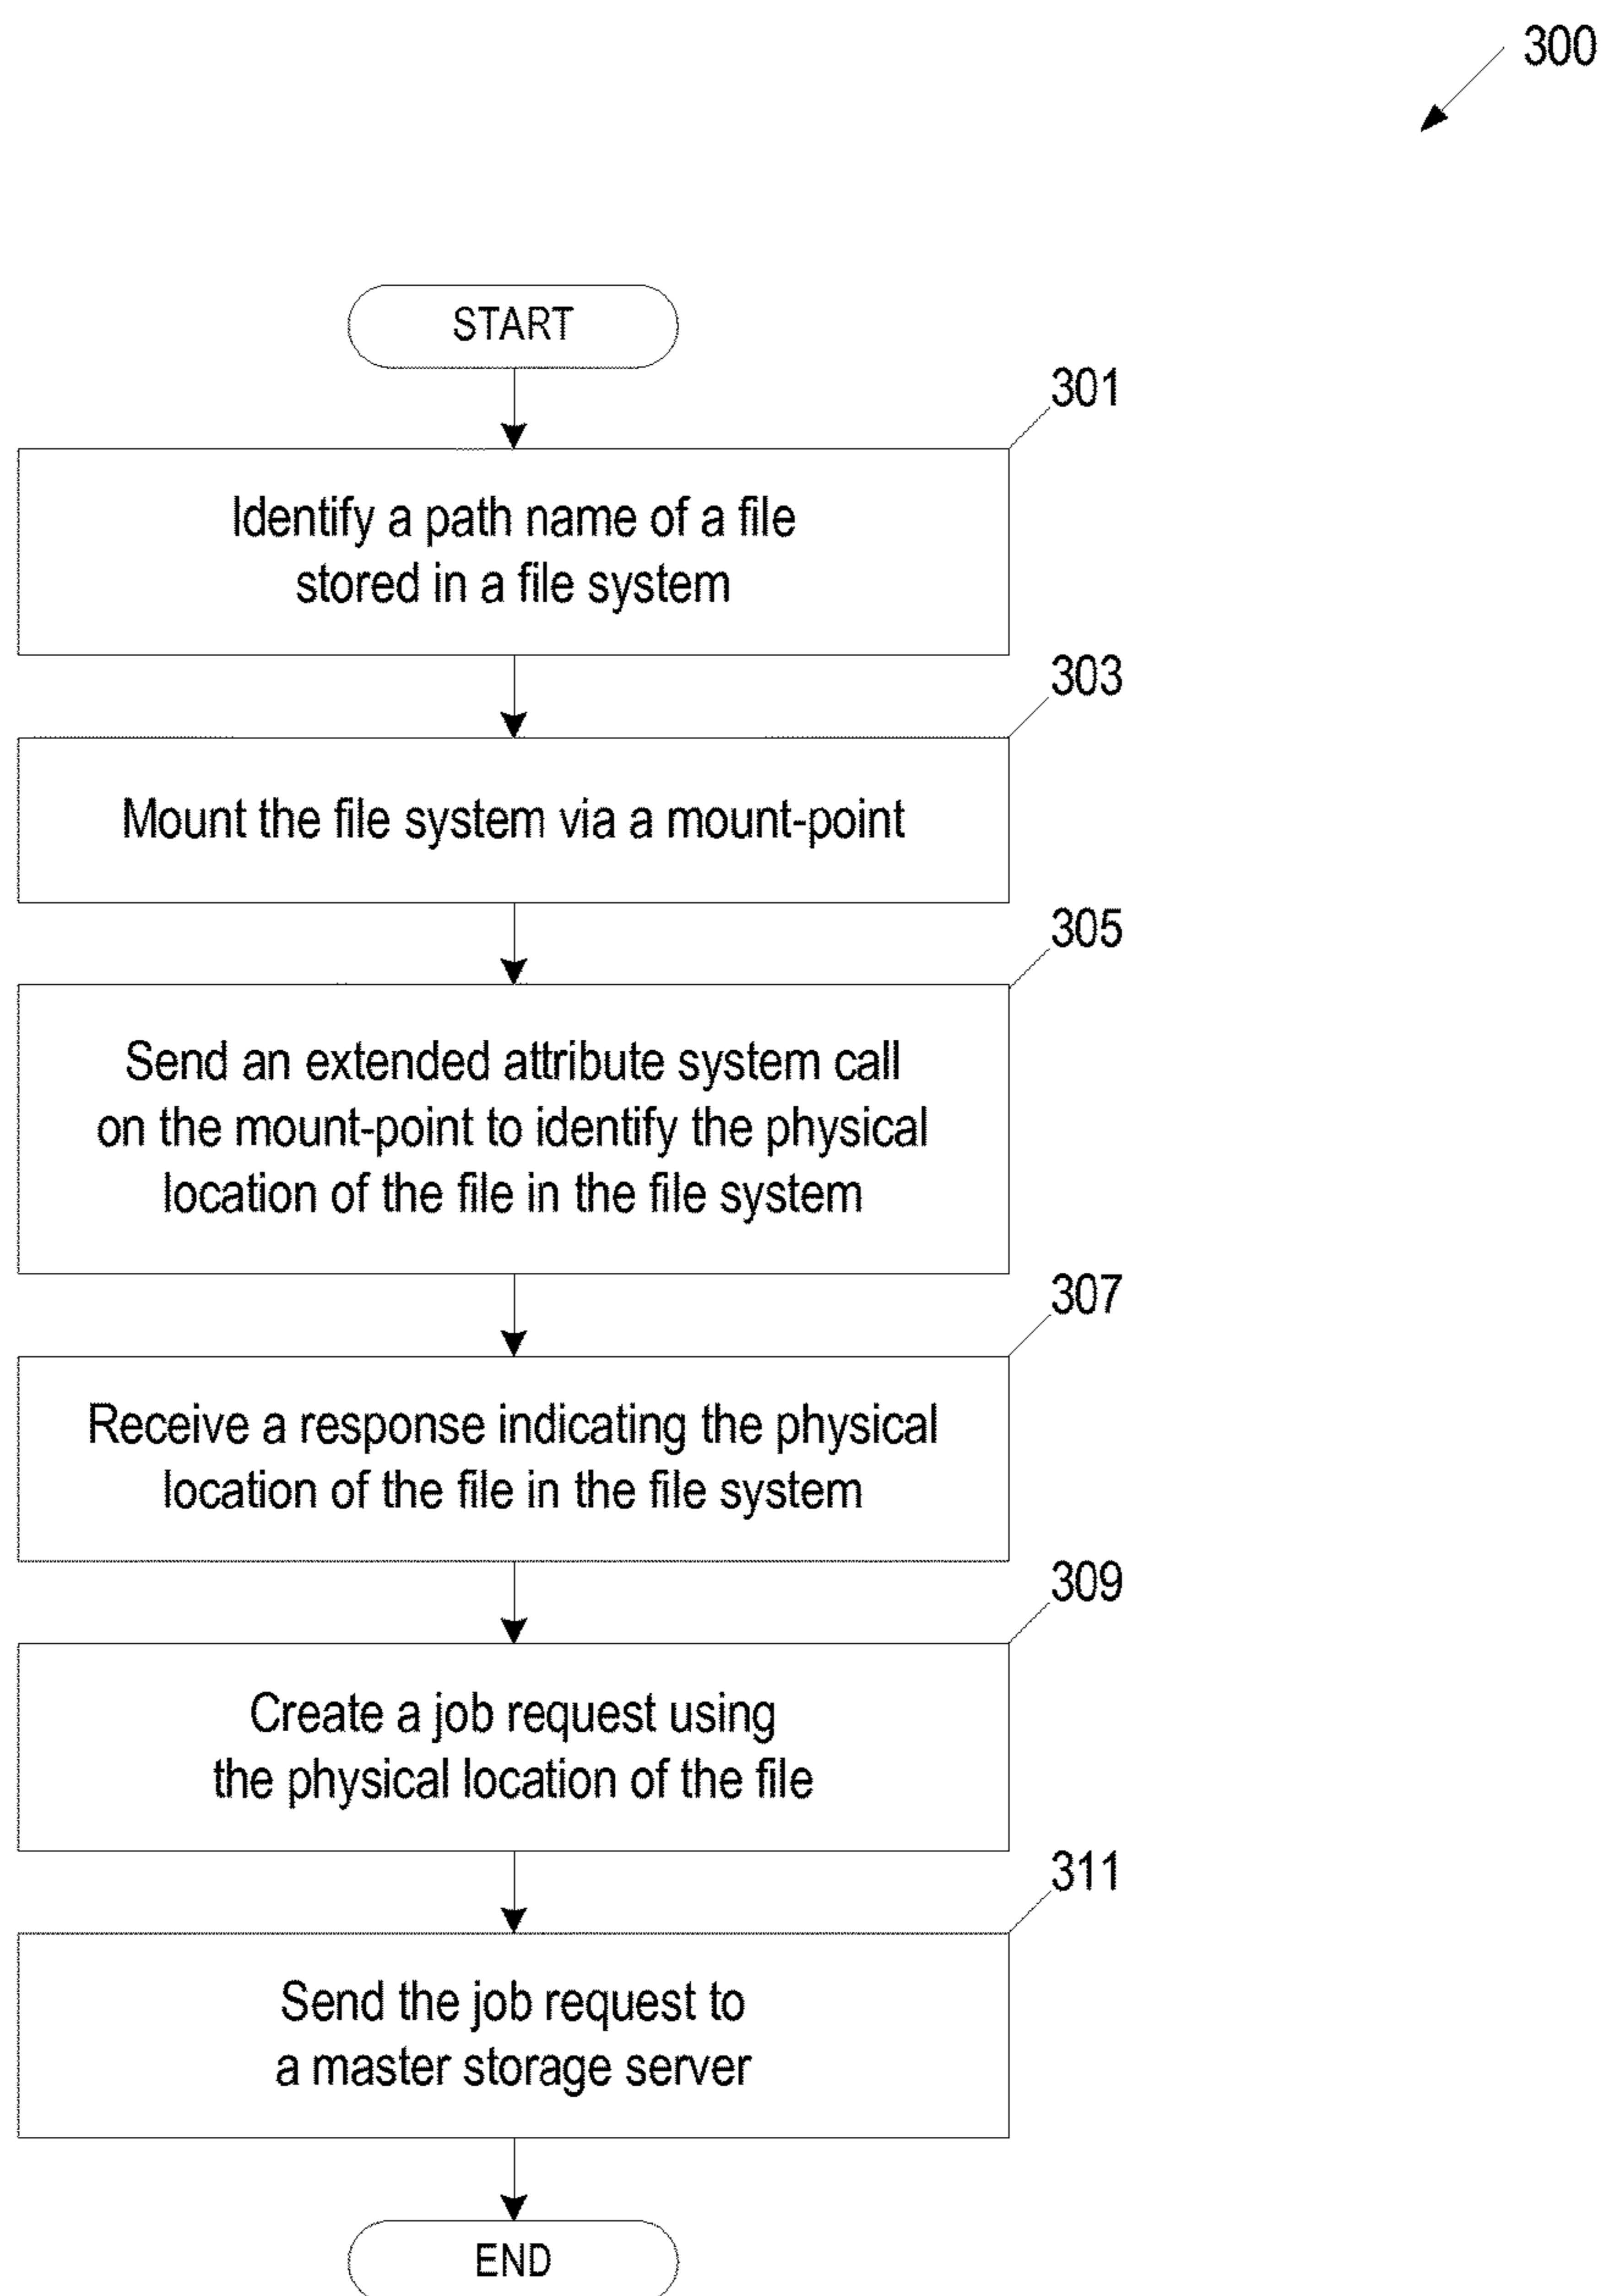 300
START
301
Identify a path name of a file
stored in a file system
303
Mount the file system via a mount-point
305
Send an extended attribute system call
on the mount-point to identify the physical
location of the file in the file system
307
Receive a response indicating the physical
location of the file in the file system
309
Create a job request using
the physical location of the file
311
Send the job request to
a master storage server
END